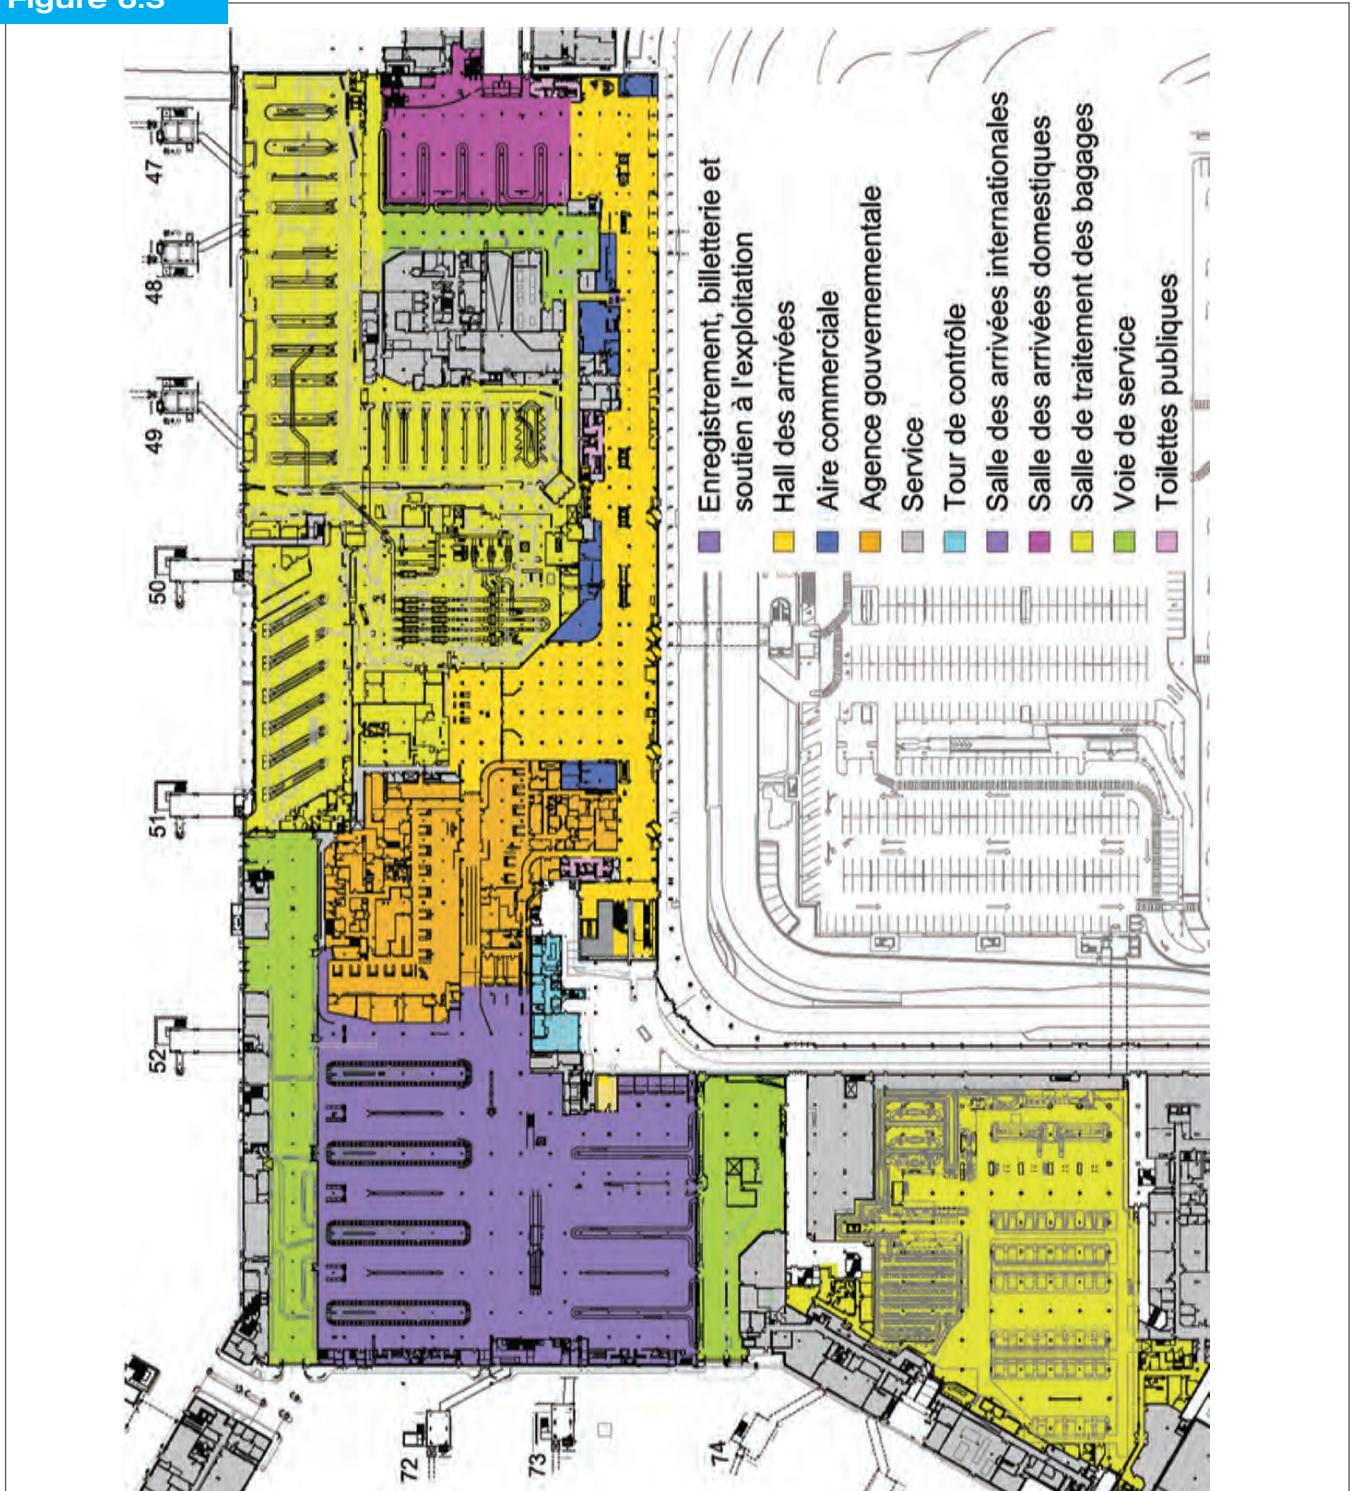 Figure 6.3
47
48
49
50
51
52
72
73
74
Enregistrement, billetterie et
soutien à l'exploitation
Hall des arrivées
Aire commerciale
Agence gouvernementale
Service
Tour de contrôle
Salle des arrivées internationales
Salle des arrivées domestiques
Salle de traitement des bagages
Voie de service
Toilettes publiques